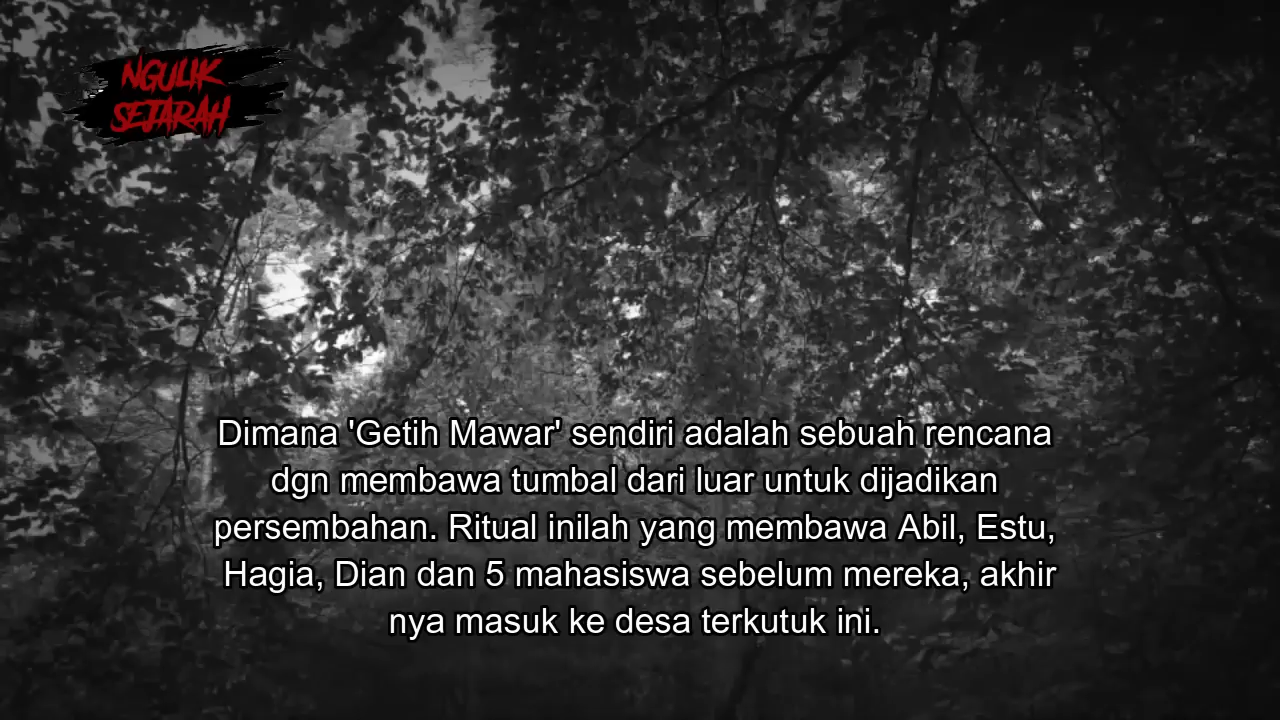 NGULIK
SEJARAH
Dimana 'Getih Mawar' sendiri adalah sebuah rencana
dgn membawa tumbal dari luar untuk dijadikan
persembahan. Ritual inilah yang membawa Abil, Estu,
Hagia, Dian dan 5 mahasiswa sebelum mereka, akhir
nya masuk ke desa terkutuk ini.